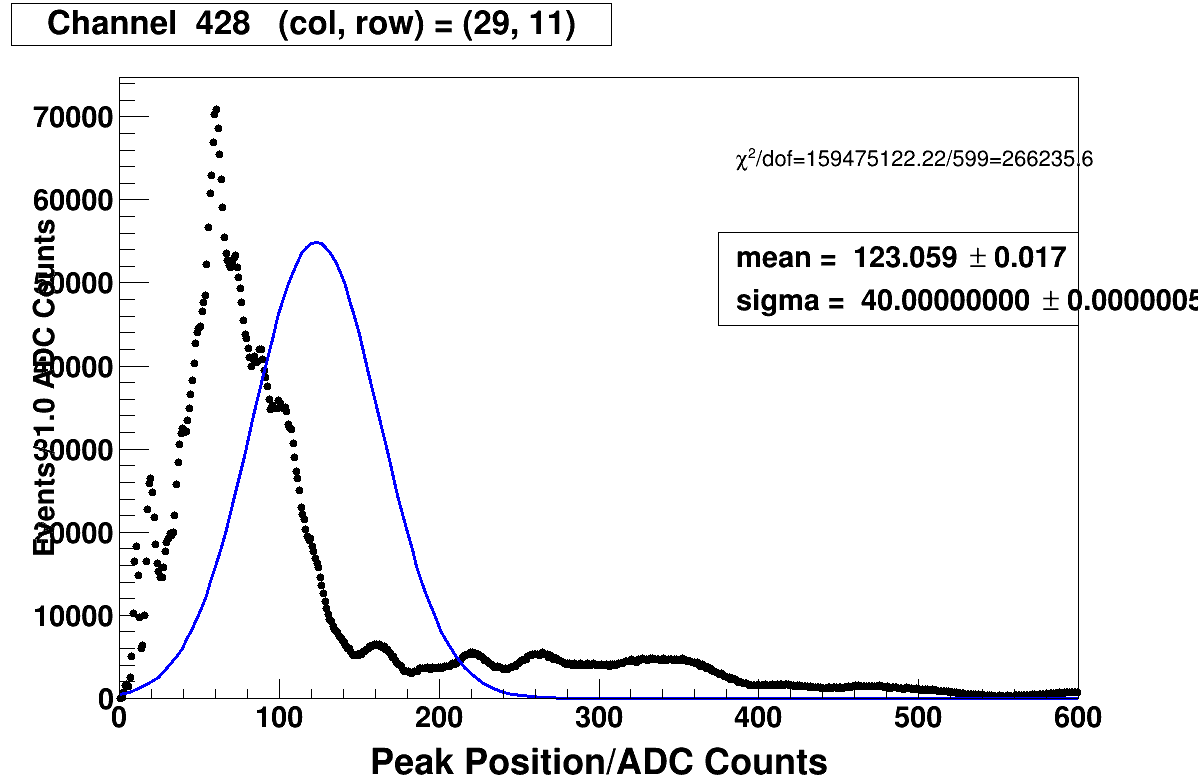 Channel 428 (col, row) = (29, 11)
70000
60000
50000
40000
30000
20000
10000
0
Events/1.0 ADC Counts
χ²/dof=159475122.22/599=266235.6
mean = 123.059 ± 0.017
sigma = 40.00000000 ± 0.0000005
0 100 200 300 400 500 600
Peak Position/ADC Counts